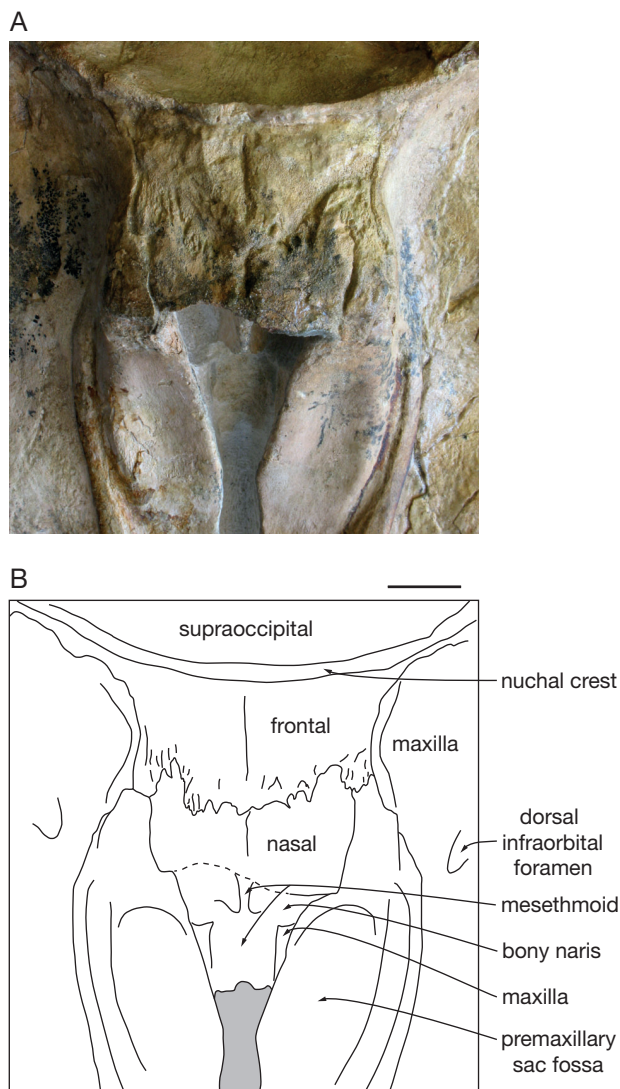 A
B
supraoccipital
nuchal crest
frontal
maxilla
dorsal
infraorbital
foramen
nasal
mesethmoid
bony naris
maxilla
premaxillary
sac fossa